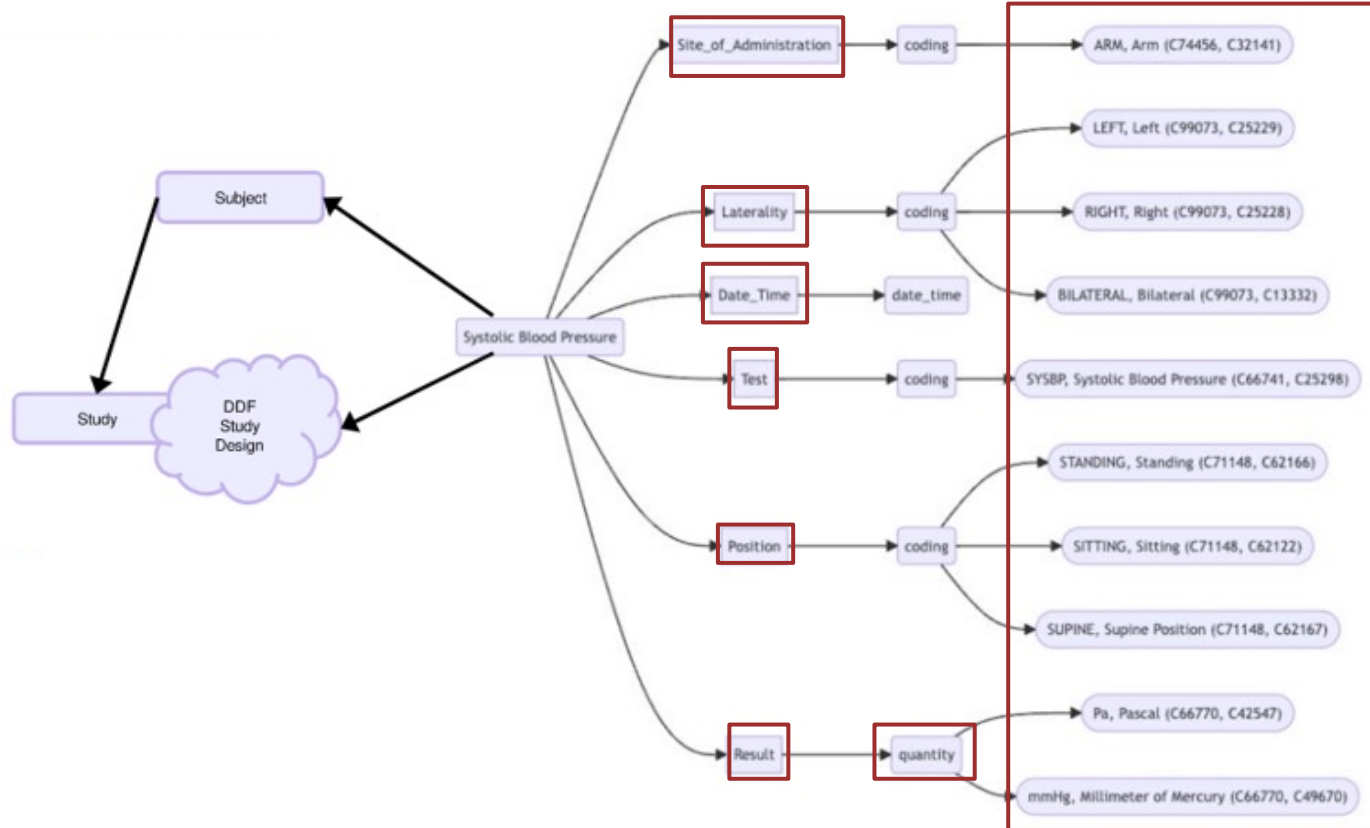 Site_of_Administration
coding
ARM, Arm (C74456, C32141)
LEFT, Left (C99073, C25229)
Subject
Laterality
coding
RIGHT, Right (C99073, C25228)
Date_Time
date_time
BILATERAL, Bilateral (C99073, C13332)
Systolic Blood Pressure
Test
coding
SYSBP, Systolic Blood Pressure (C66741, C25298)
Study
DDF
Study
Design
STANDING, Standing (C71148, C62166)
Position
coding
SITTING, Sitting (C71148, C62122)
SUPINE, Supine Position (C71148, C62167)
Pa, Pascal (C66770, C42547)
Result
quantity
mmHg, Millimeter of Mercury (C66770, C49670)